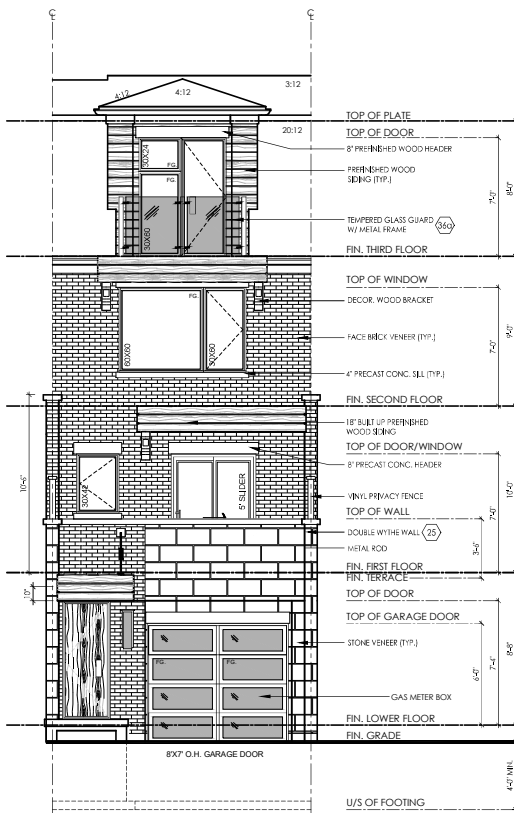 ℄
℄
4:12
4:12
3:12
TOP OF PLATE
20:12
TOP OF DOOR
8" PREFINISHED WOOD HEADER
30X24
FG.
FG.
PREFINISHED WOOD
SIDING (TYP.)
7'-0"
8'-0"
30X60
TEMPERED GLASS GUARD
W/ METAL FRAME
36a
FIN. THIRD FLOOR
TOP OF WINDOW
FG.
DECOR. WOOD BRACKET
60X60
30X60
FACE BRICK VENEER (TYP.)
7'-0"
9'-0"
4" PRECAST CONC. SILL (TYP.)
FIN. SECOND FLOOR
18" BUILT UP PREFINISHED
WOOD SIDING
TOP OF DOOR/WINDOW
8" PRECAST CONC. HEADER
10'-6"
30X42
5' SLIDER
VINYL PRIVACY FENCE
7'-0"
10'-0"
TOP OF WALL
DOUBLE WYTHE WALL
25
METAL ROD
3'-6"
FIN. FIRST FLOOR
FIN. TERRACE
10"
TOP OF DOOR
TOP OF GARAGE DOOR
STONE VENEER (TYP.)
FG.
FG.
6'-0"
7'-4"
8'-8"
GAS METER BOX
FIN. LOWER FLOOR
FIN. GRADE
8'X7' O.H. GARAGE DOOR
4'-0" MIN.
U/S OF FOOTING